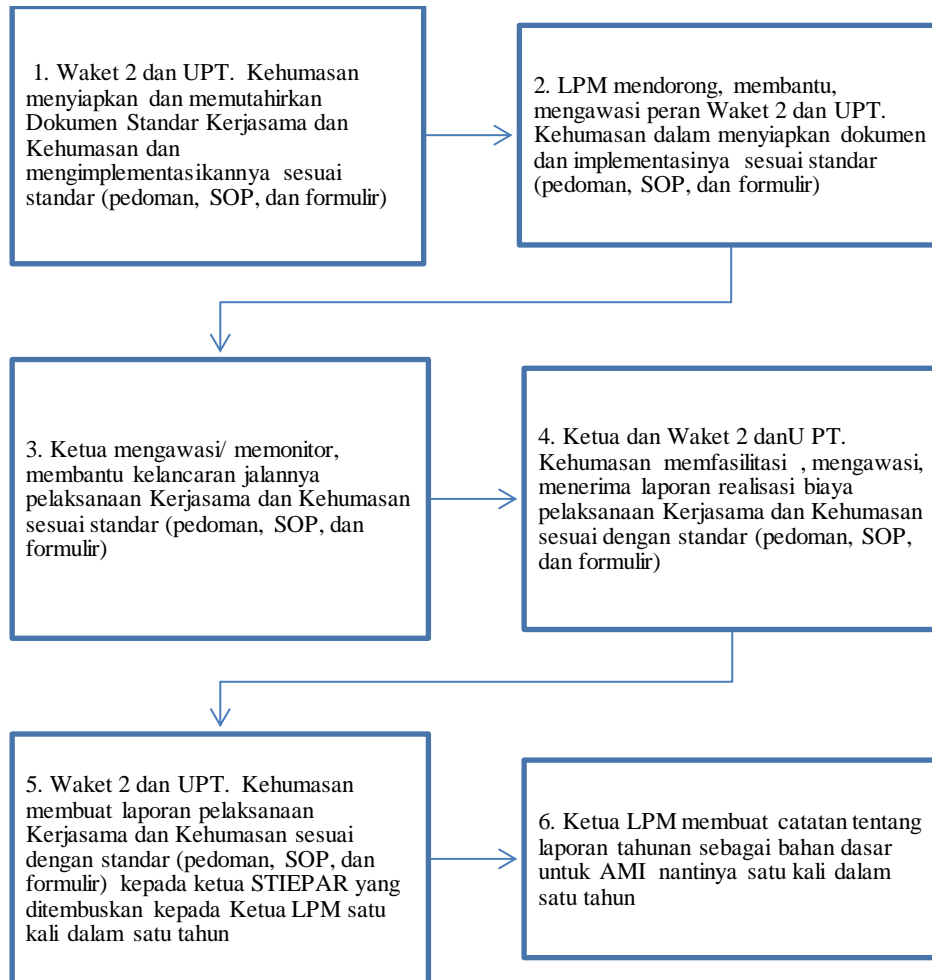 1. Waket 2 dan UPT. Kehumasan
menyiapkan dan memutahirkan
Dokumen Standar Kerjasama dan
Kehumasan dan
mengimplementasikannya sesuai
standar (pedoman, SOP, dan formulir)
2. LPM mendorong, membantu,
mengawasi peran Waket 2 dan UPT.
Kehumasan dalam menyiapkan dokumen
dan implementasinya sesuai standar
(pedoman, SOP, dan formulir)
3. Ketua mengawasi/ memonitor,
membantu kelancaran jalannya
pelaksanaan Kerjasama dan Kehumasan
sesuai standar (pedoman, SOP, dan
formulir)
4. Ketua dan Waket 2 danU PT.
Kehumasan memfasilitasi , mengawasi,
menerima laporan realisasi biaya
pelaksanaan Kerjasama dan Kehumasan
sesuai dengan standar (pedoman, SOP,
dan formulir)
5. Waket 2 dan UPT. Kehumasan
membuat laporan pelaksanaan
Kerjasama dan Kehumasan sesuai
dengan standar (pedoman, SOP, dan
formulir) kepada ketua STIEPAR yang
ditembuskan kepada Ketua LPM satu
kali dalam satu tahun
6. Ketua LPM membuat catatan tentang
laporan tahunan sebagai bahan dasar
untuk AMI nantinya satu kali dalam
satu tahun